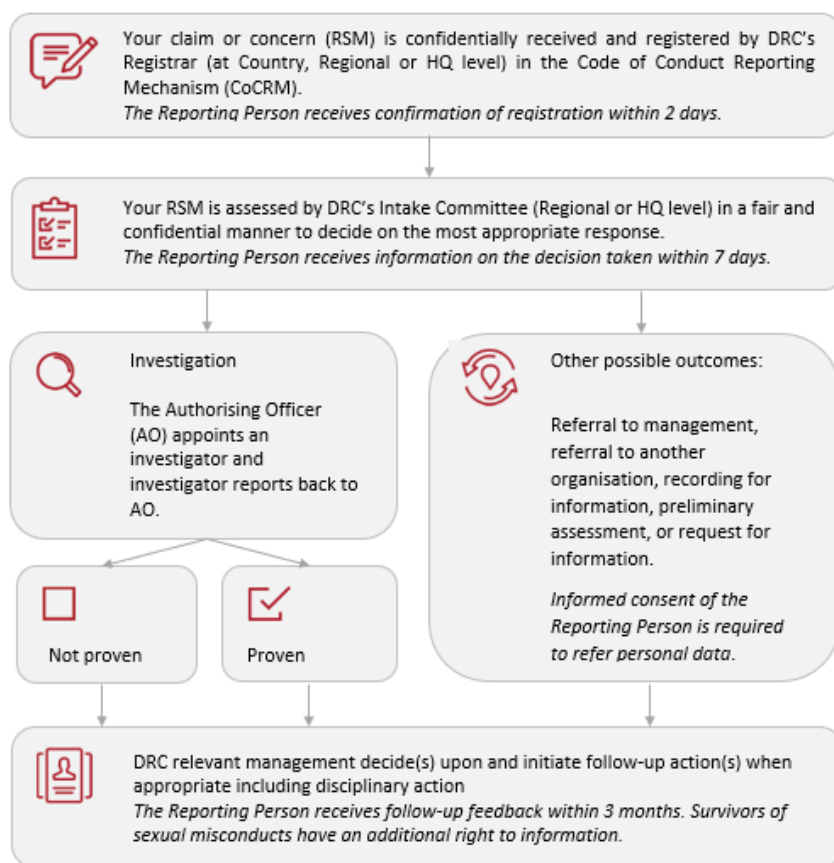 Your claim or concern (RSM) is confidentially received and registered by DRC's
Registrar (at Country, Regional or HQ level) in the Code of Conduct Reporting
Mechanism (CoCRM).
The Reporting Person receives confirmation of registration within 2 days.
Your RSM is assessed by DRC's Intake Committee (Regional or HQ level) in a fair and
confidential manner to decide on the most appropriate response.
The Reporting Person receives information on the decision taken within 7 days.
Investigation
The Authorising Officer
(AO) appoints an
investigator and
investigator reports back to
AO.
Other possible outcomes:
Referral to management,
referral to another
organisation, recording for
information, preliminary
assessment, or request for
information.
Informed consent of the
Reporting Person is required
to refer personal data.
Not proven
Proven
DRC relevant management decide(s) upon and initiate follow-up action(s) when
appropriate including disciplinary action
The Reporting Person receives follow-up feedback within 3 months. Survivors of
sexual misconducts have an additional right to information.